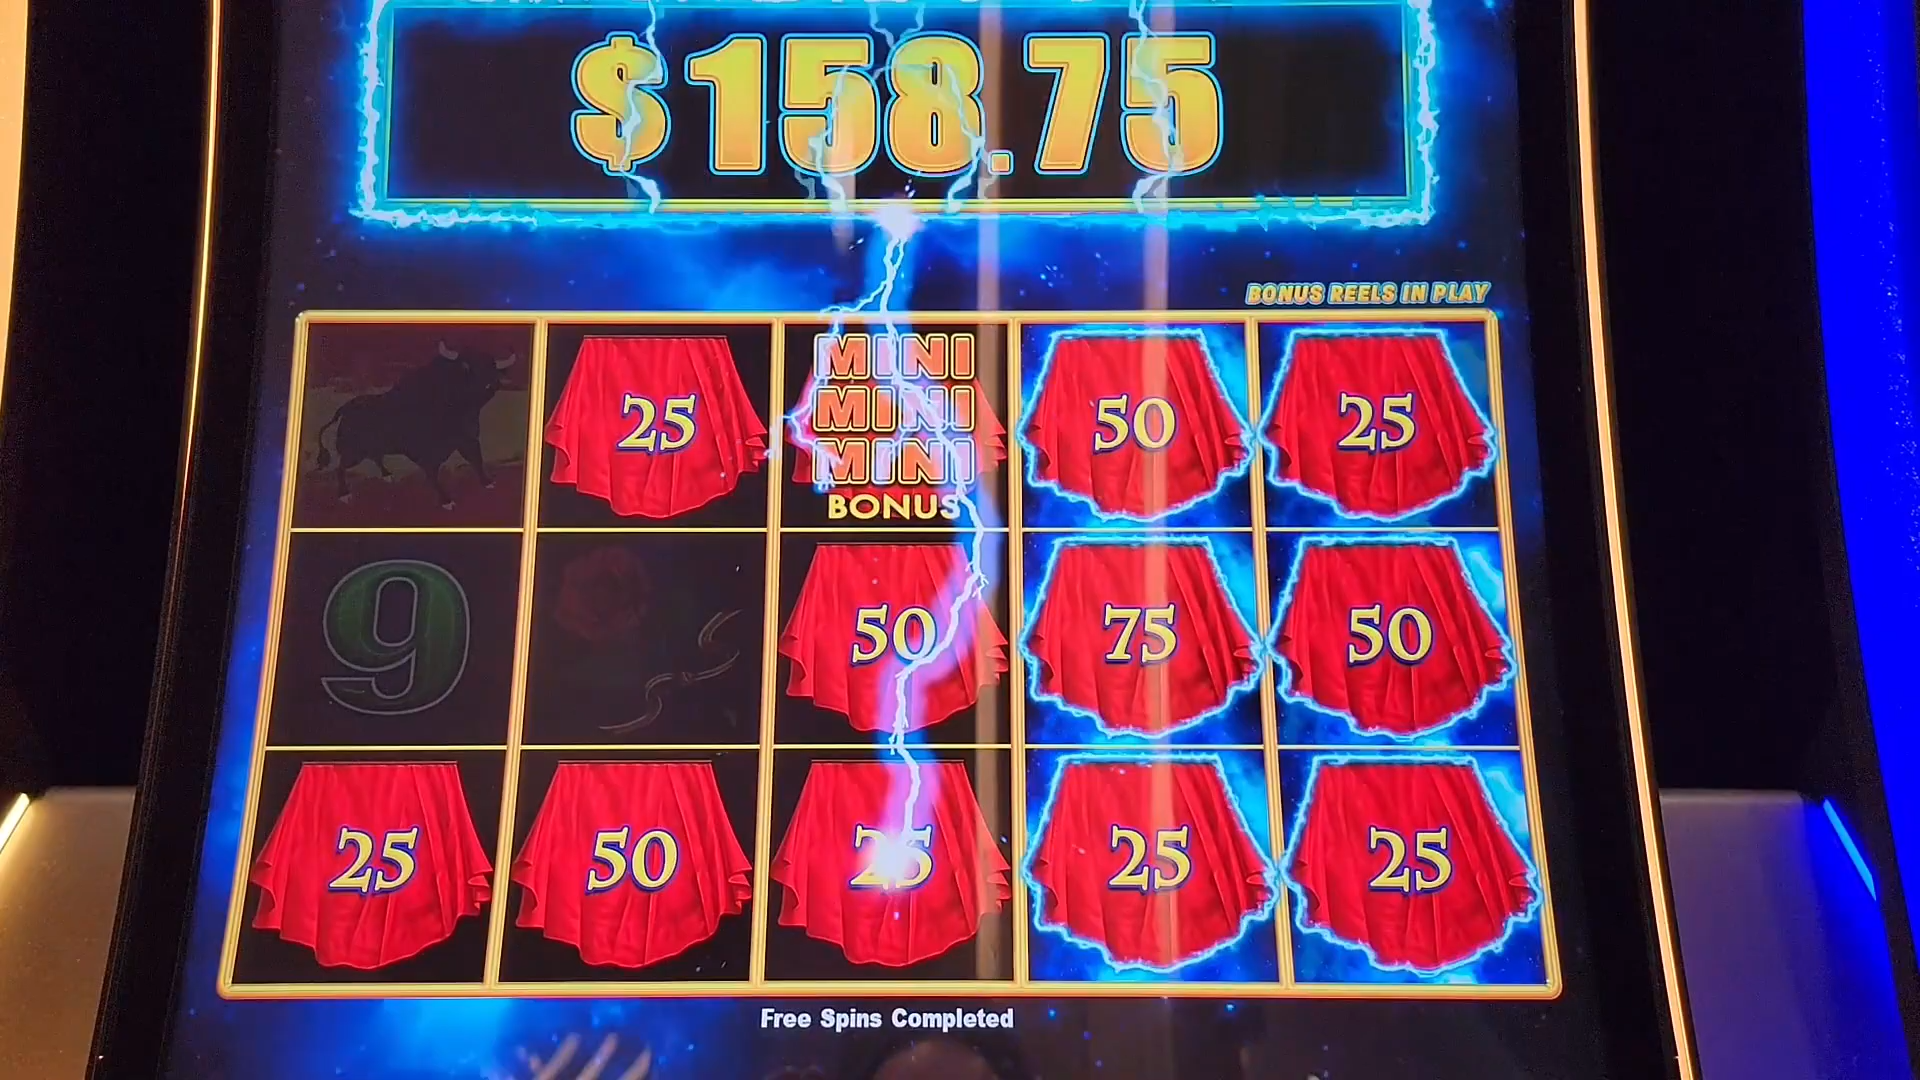 $158.75
BONUS REELS IN PLAY
25 MINI 50 25
MINI
MINI
BONUS
9 50 75 50
25 50 25 25 25
Free Spins Completed